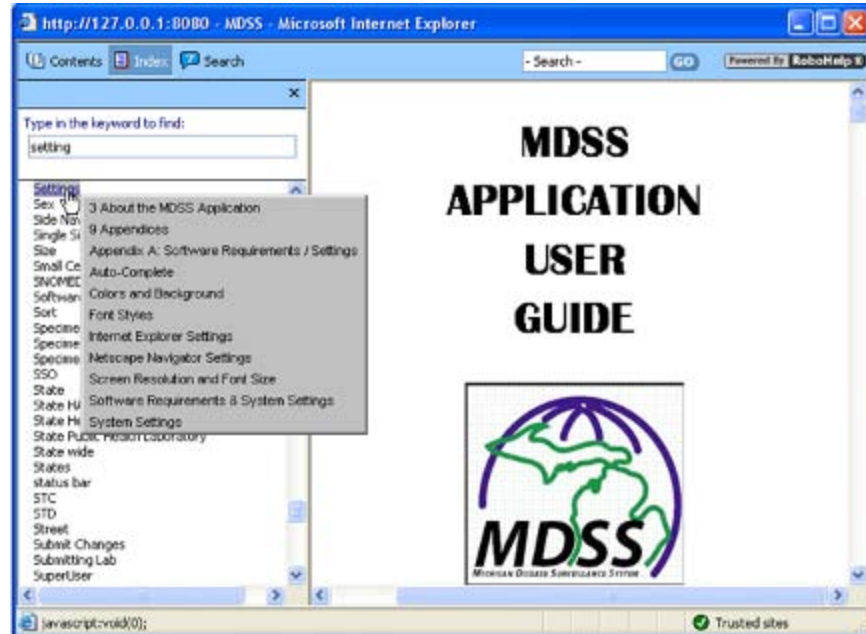 http://127.0.0.1:8080 - MDSS - Microsoft Internet Explorer
Contents Index Search
- Search - GO Powered By RoboHelp
Type in the keyword to find:
setting
Settings
Sex
Side Nav
Single Si
Size
Small Ce
SNOMED
Softwar
Sort
Specime
Specime
Specime
SSO
State
State HA
State He
State Public Health Laboratory
State wide
States
status bar
STC
STD
Street
Submit Changes
Submitting Lab
SuperUser
3 About the MDSS Application
9 Appendices
Appendix A: Software Requirements / Settings
Auto-Complete
Colors and Background
Font Styles
Internet Explorer Settings
Netscape Navigator Settings
Screen Resolution and Font Size
Software Requirements & System Settings
System Settings
MDSS
APPLICATION
USER
GUIDE
MDSS
MICHIGAN DISEASE SURVEILLANCE SYSTEM
javascript:void(0);
Trusted sites